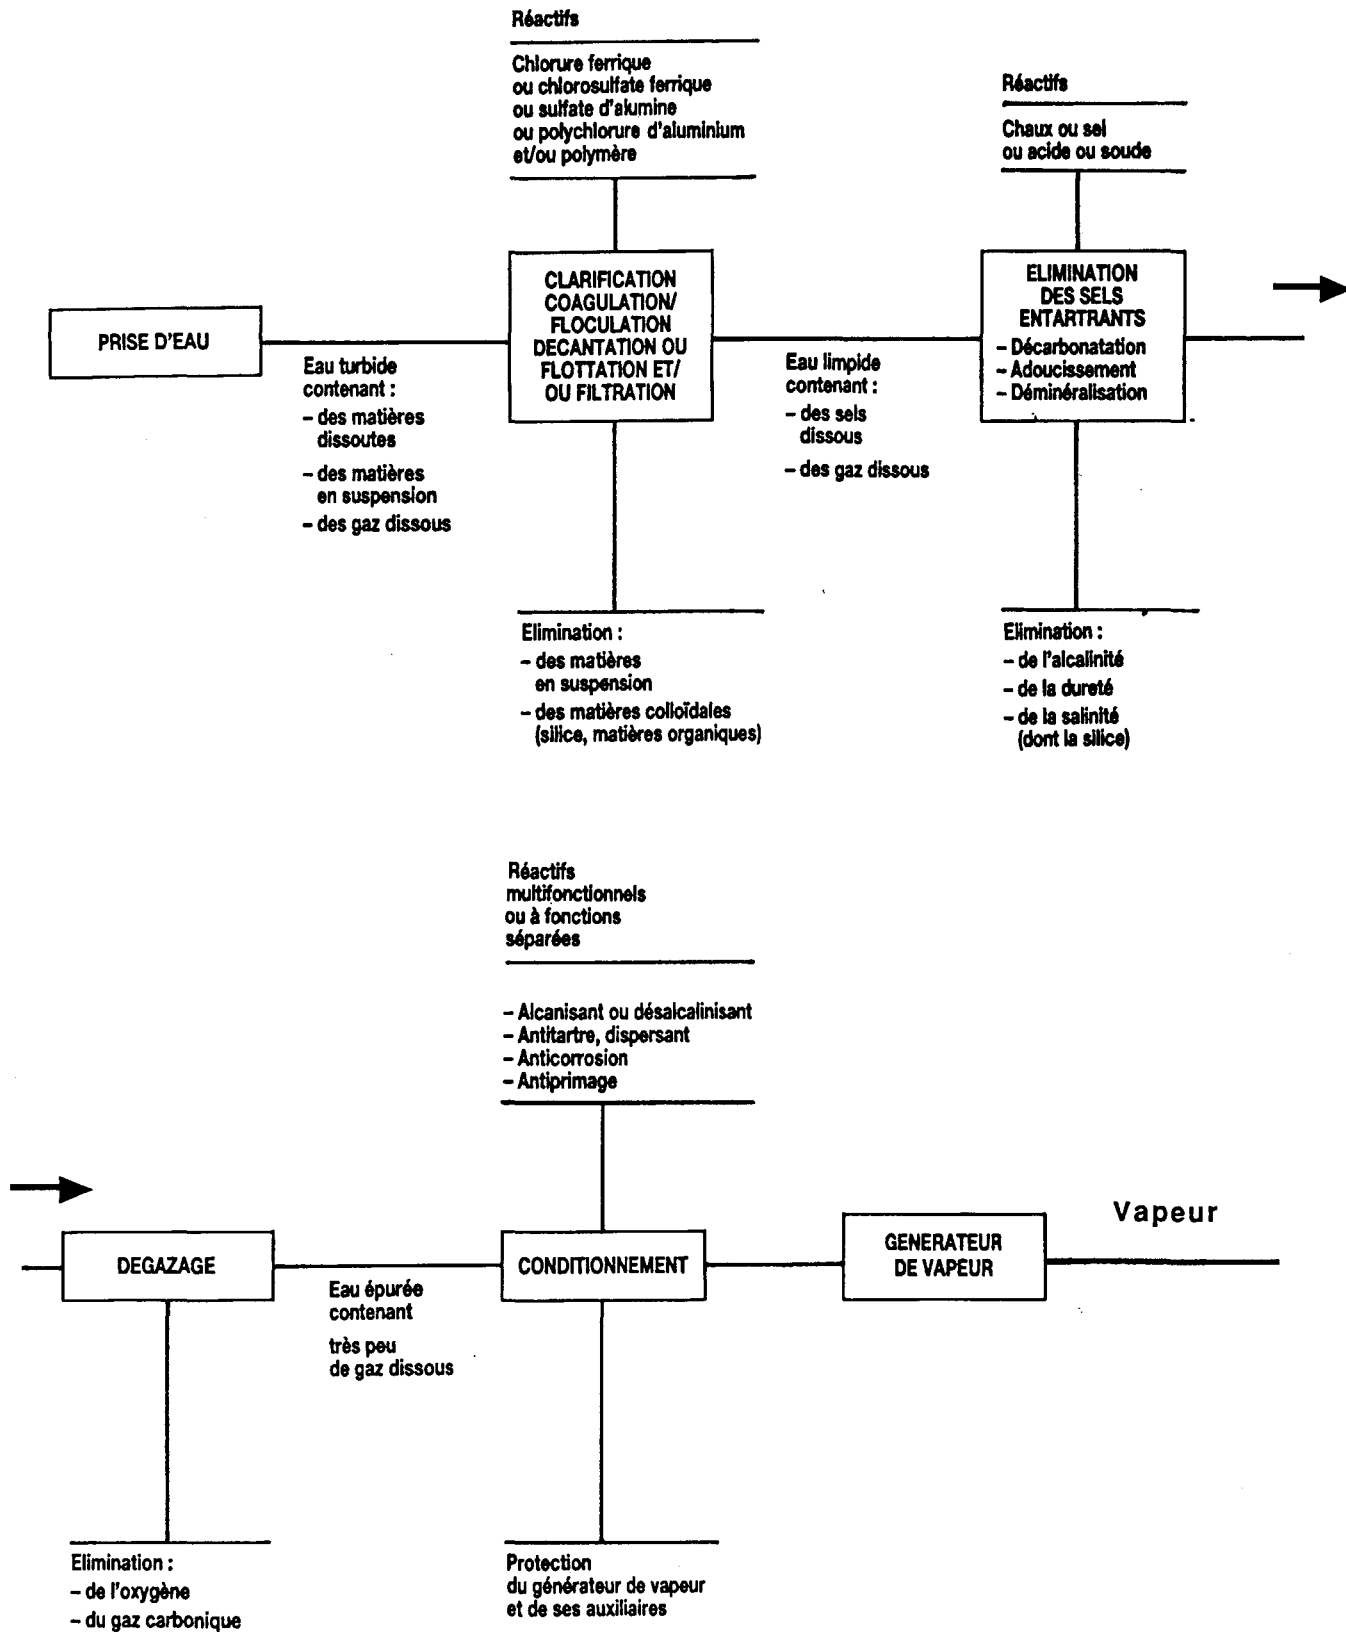 Réactifs
Chlorure ferrique
ou chlorosulfate ferrique
ou sulfate d'alumine
ou polychlorure d'aluminium
et/ou polymère
Réactifs
Chaux ou sel
ou acide ou soude
PRISE D'EAU
Eau turbide
contenant :
– des matières
dissoutes
– des matières
en suspension
– des gaz dissous
CLARIFICATION
COAGULATION/
FLOCULATION
DECANTATION OU
FLOTTATION ET/
OU FILTRATION
Eau limpide
contenant :
– des sels
dissous
– des gaz dissous
ELIMINATION
DES SELS
ENTARTRANTS
– Décarbonatation
– Adoucissement
– Déminéralisation
Elimination :
– des matières
en suspension
– des matières colloïdales
(silice, matières organiques)
Elimination :
– de l'alcalinité
– de la dureté
– de la salinité
(dont la silice)
Réactifs
multifonctionnels
ou à fonctions
séparées
– Alcanisant ou désalcalinisant
– Antitartre, dispersant
– Anticorrosion
– Antiprimage
DEGAZAGE
Eau épurée
contenant
très peu
de gaz dissous
CONDITIONNEMENT
GENERATEUR
DE VAPEUR
Vapeur
Elimination :
– de l'oxygène
– du gaz carbonique
Protection
du générateur de vapeur
et de ses auxiliaires